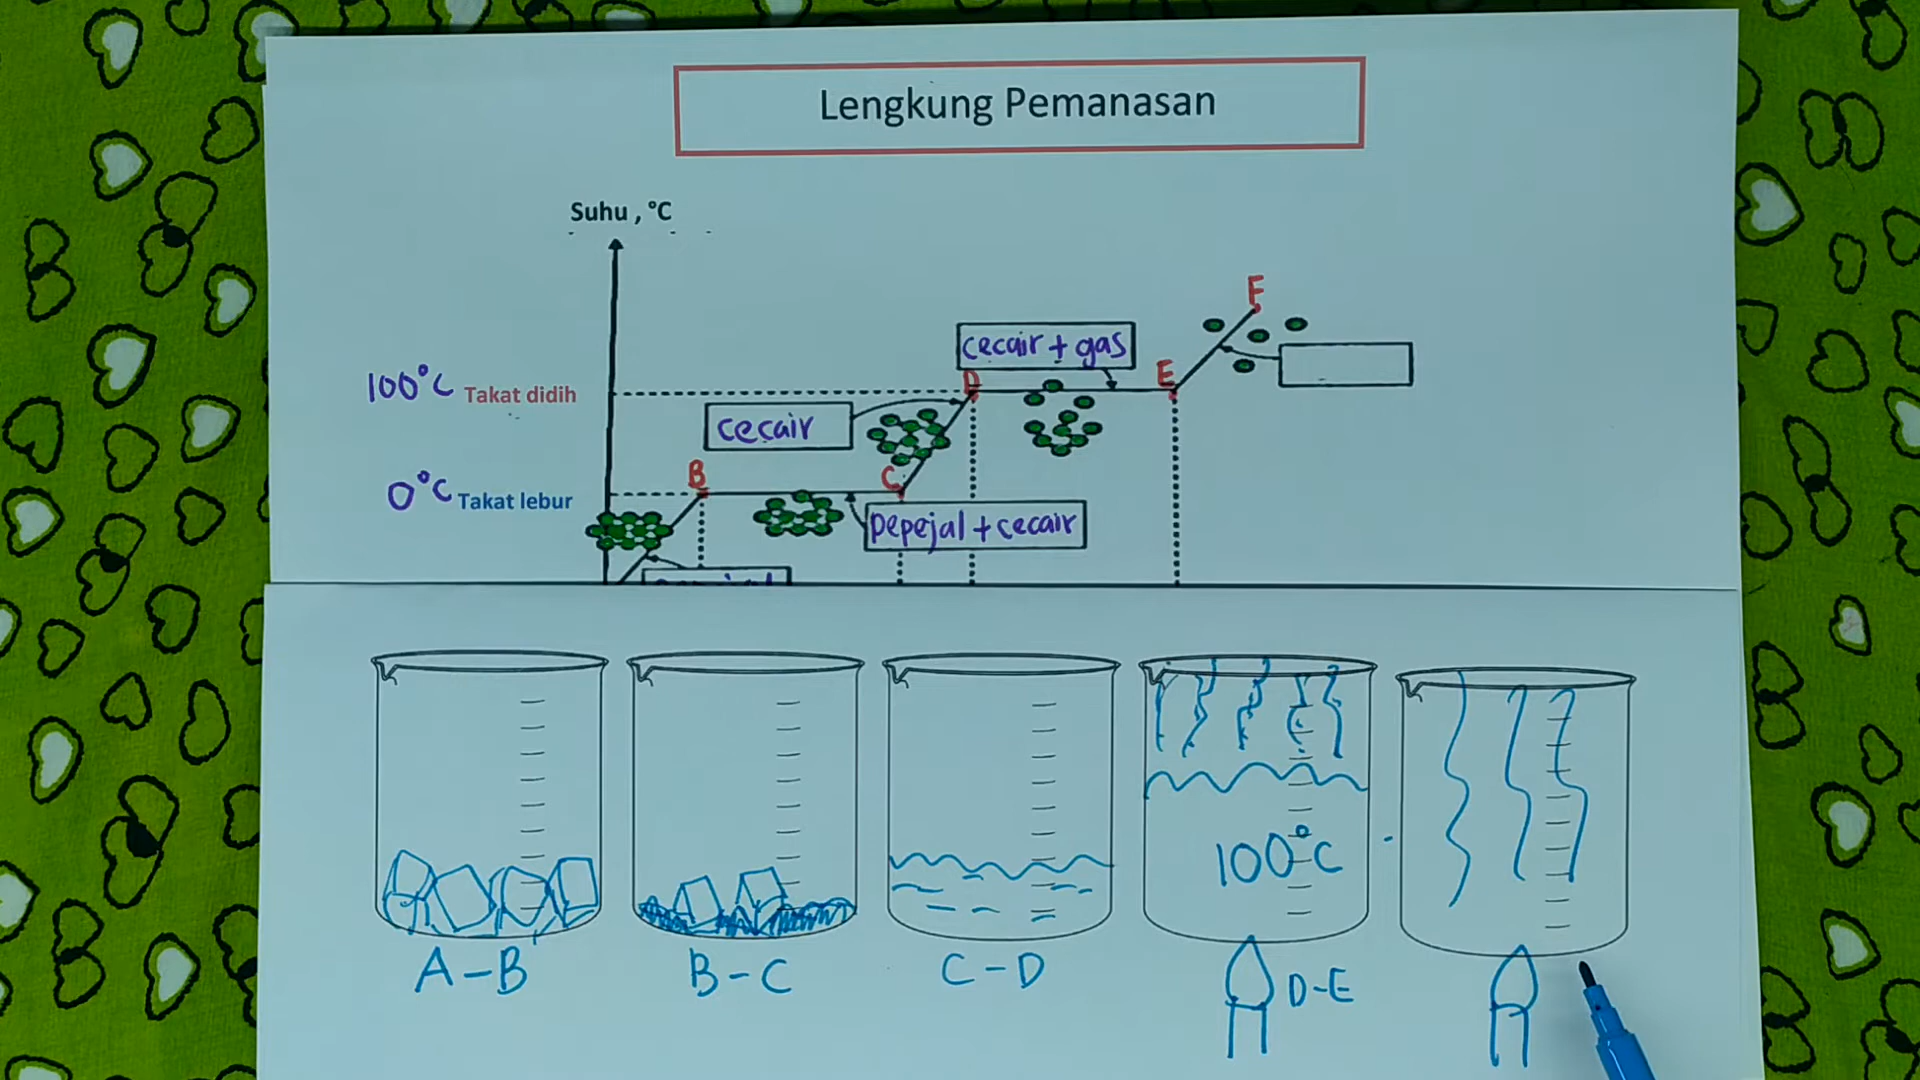 Lengkung Pemanasan
Suhu , °C
F
cecair + gas
D
E
100°C Takat didih
cecair
B
C
0°C Takat lebur
pepejal + cecair
100°C
A-B
B-C
C-D
D-E